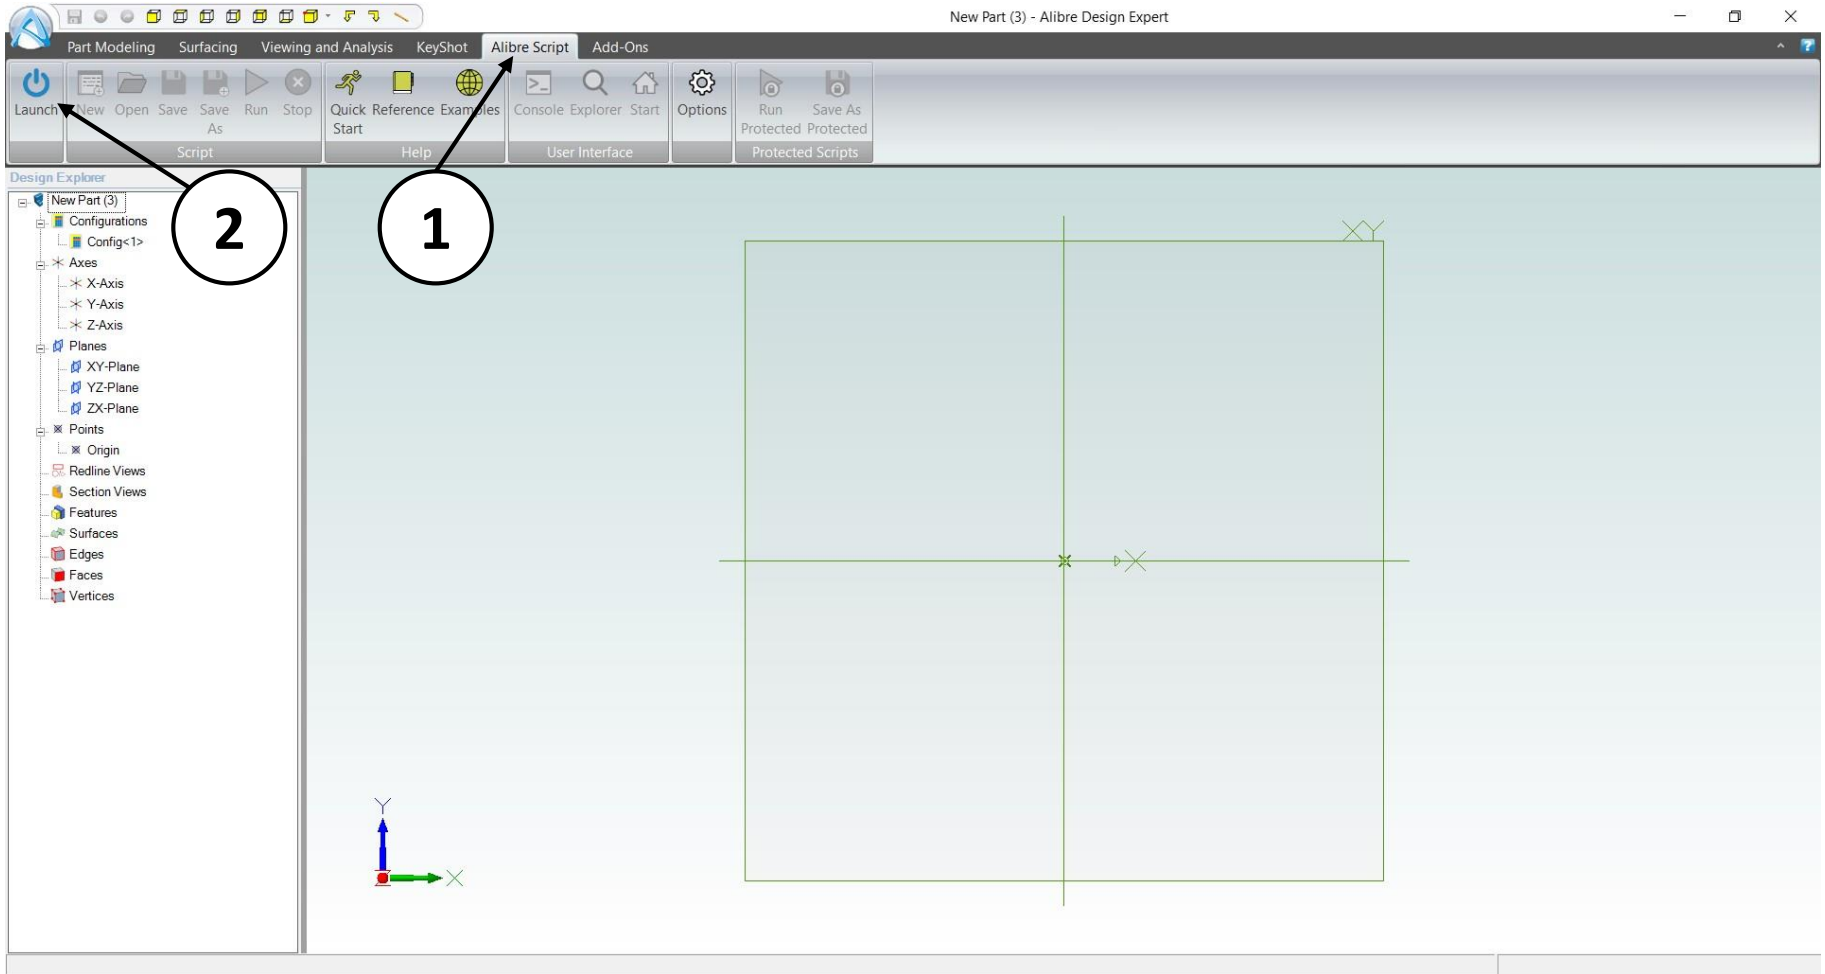 New Part (3) - Alibre Design Expert
Part Modeling Surfacing Viewing and Analysis KeyShot Alibre Script Add-Ons
Launch New Open Save Save As Run Stop Quick Start Reference Examples Console Explorer Start Options Run Protected Save As Protected
Script Help User Interface Protected Scripts
Design Explorer
New Part (3)
Configurations
Config<1>
Axes
X-Axis
Y-Axis
Z-Axis
Planes
XY-Plane
YZ-Plane
ZX-Plane
Points
Origin
Redline Views
Section Views
Features
Surfaces
Edges
Faces
Vertices
2
1
XY
X
Y
X